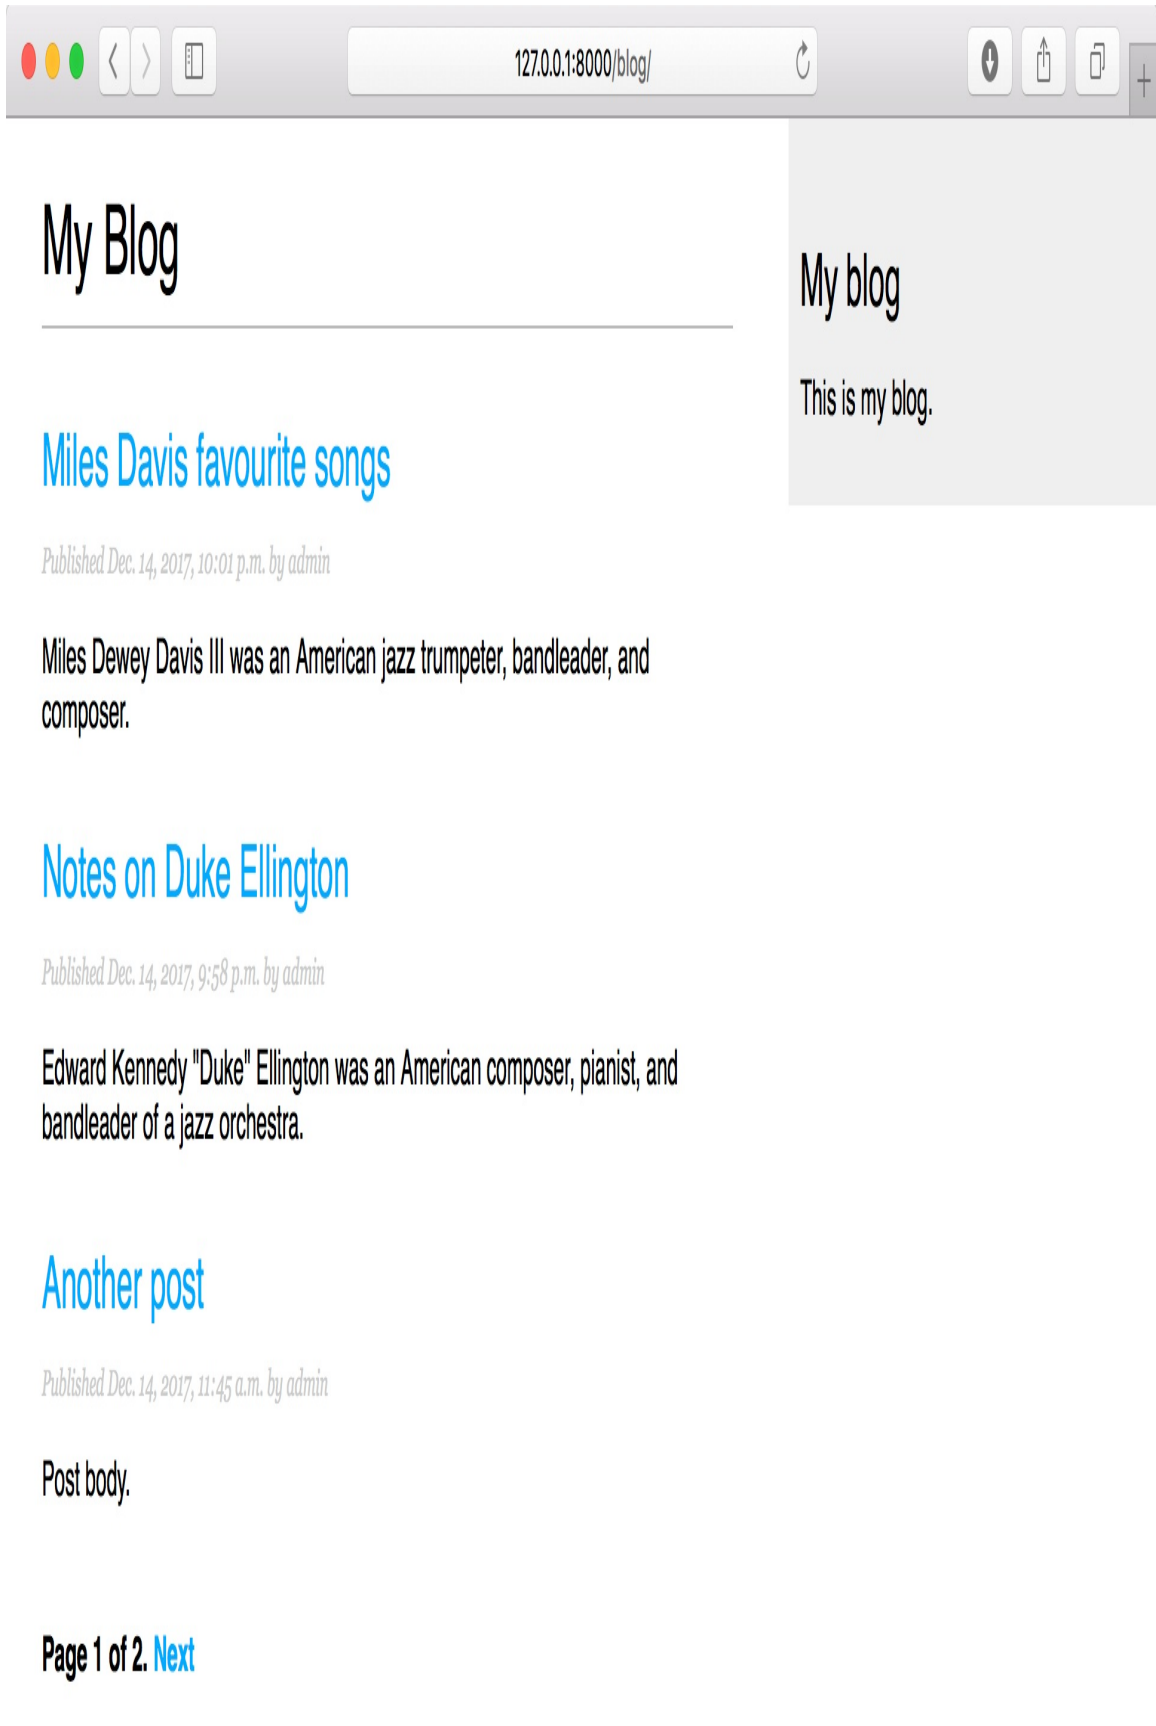 127.0.0.1:8000/blog/
My Blog
Miles Davis favourite songs
Published Dec. 14, 2017, 10:01 p.m. by admin
Miles Dewey Davis III was an American jazz trumpeter, bandleader, and
composer.
Notes on Duke Ellington
Published Dec. 14, 2017, 9:58 p.m. by admin
Edward Kennedy "Duke" Ellington was an American composer, pianist, and
bandleader of a jazz orchestra.
Another post
Published Dec. 14, 2017, 11:45 a.m. by admin
Post body.
Page 1 of 2. Next
My blog
This is my blog.